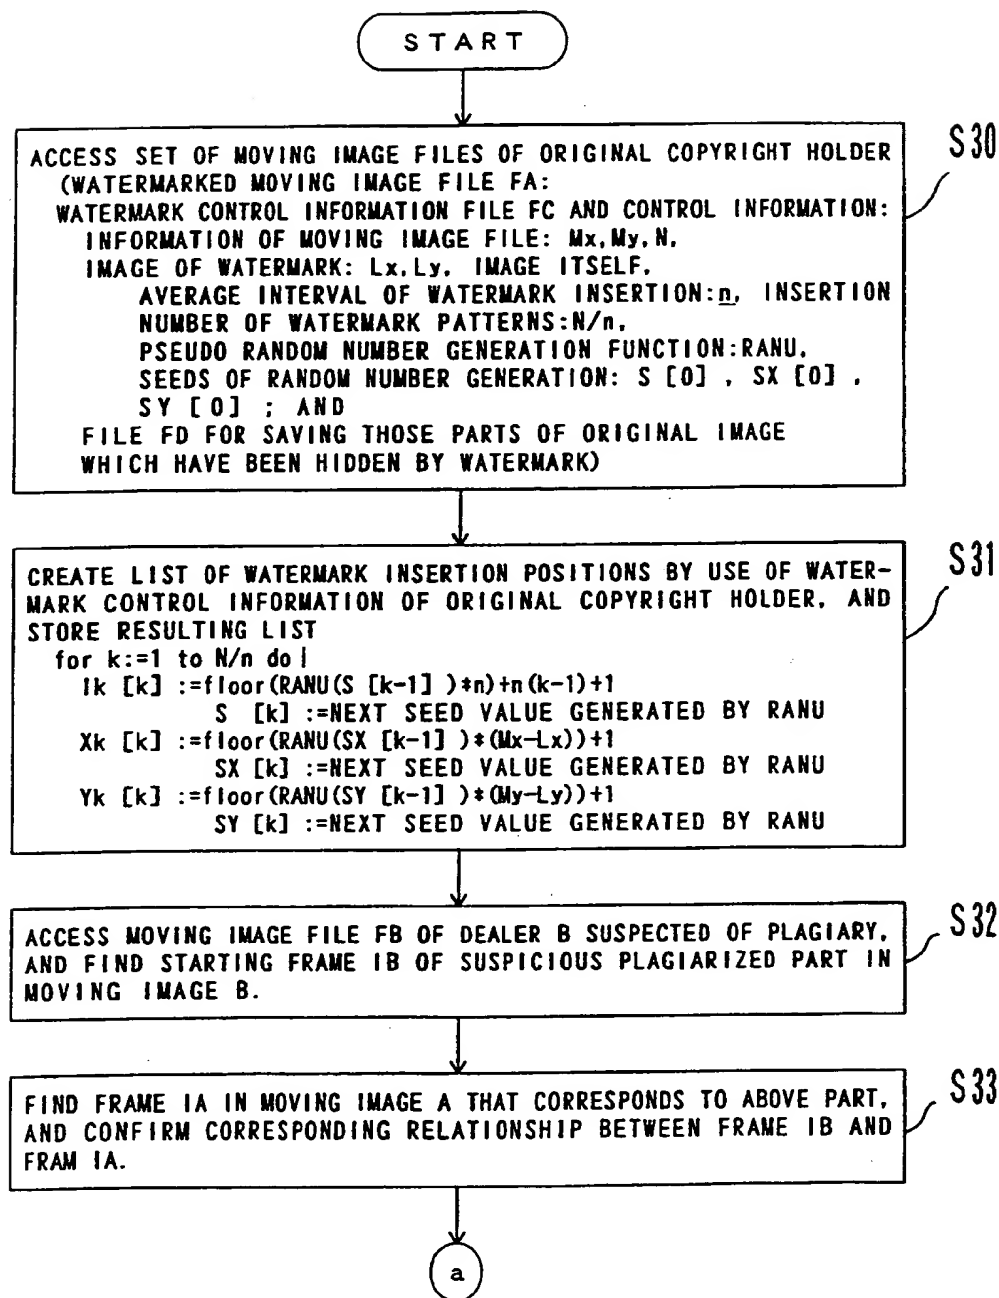 START
S30
ACCESS SET OF MOVING IMAGE FILES OF ORIGINAL COPYRIGHT HOLDER
(WATERMARKED MOVING IMAGE FILE FA:
WATERMARK CONTROL INFORMATION FILE FC AND CONTROL INFORMATION:
INFORMATION OF MOVING IMAGE FILE: Mx,My,N,
IMAGE OF WATERMARK: Lx,Ly, IMAGE ITSELF,
AVERAGE INTERVAL OF WATERMARK INSERTION:n, INSERTION
NUMBER OF WATERMARK PATTERNS:N/n,
PSEUDO RANDOM NUMBER GENERATION FUNCTION:RANU,
SEEDS OF RANDOM NUMBER GENERATION: S [0] , SX [0] ,
SY [0] ; AND
FILE FD FOR SAVING THOSE PARTS OF ORIGINAL IMAGE
WHICH HAVE BEEN HIDDEN BY WATERMARK)
S31
CREATE LIST OF WATERMARK INSERTION POSITIONS BY USE OF WATER-
MARK CONTROL INFORMATION OF ORIGINAL COPYRIGHT HOLDER, AND
STORE RESULTING LIST
for k:=1 to N/n do |
Ik [k] :=floor(RANU(S [k-1] )*n)+n(k-1)+1
S [k] :=NEXT SEED VALUE GENERATED BY RANU
Xk [k] :=floor(RANU(SX [k-1] )*(Mx-Lx))+1
SX [k] :=NEXT SEED VALUE GENERATED BY RANU
Yk [k] :=floor(RANU(SY [k-1] )*(My-Ly))+1
SY [k] :=NEXT SEED VALUE GENERATED BY RANU
S32
ACCESS MOVING IMAGE FILE FB OF DEALER B SUSPECTED OF PLAGIARY,
AND FIND STARTING FRAME IB OF SUSPICIOUS PLAGIARIZED PART IN
MOVING IMAGE B.
S33
FIND FRAME IA IN MOVING IMAGE A THAT CORRESPONDS TO ABOVE PART,
AND CONFIRM CORRESPONDING RELATIONSHIP BETWEEN FRAME IB AND
FRAM IA.
a